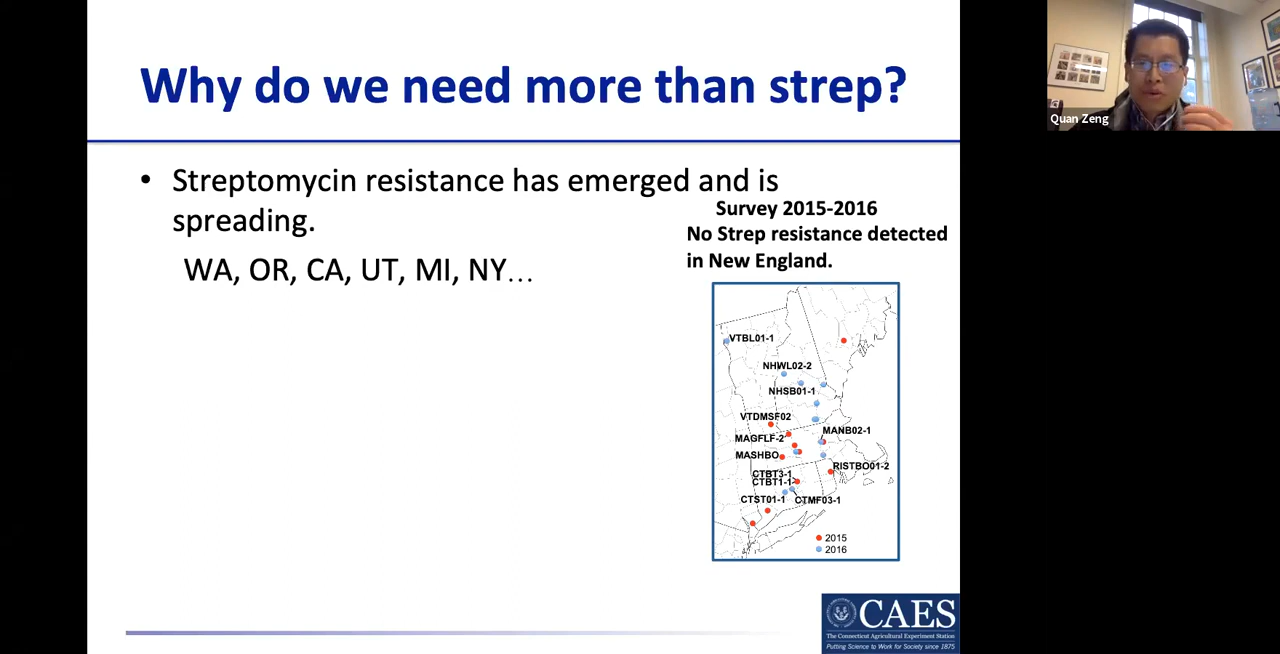 Why do we need more than strep?
Quan Zeng
• Streptomycin resistance has emerged and is
spreading.
WA, OR, CA, UT, MI, NY…
Survey 2015-2016
No Strep resistance detected
in New England.
VTBL01-1
NHWL02-2
NHSB01-1
VTDMSF02
MANB02-1
MAGFLF-2
MASHBO
RISTBO01-2
CTBT3-1
CTBT1-1
CTST01-1
CTMF03-1
2015
2016
CAES
The Connecticut Agricultural Experiment Station
Putting Science to Work for Society since 1875